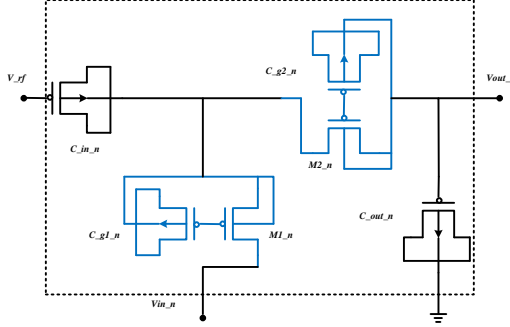 C_g2_n
V_rf
Vout_
C_in_n
M2_n
C_out_n
C_g1_n
M1_n
Vin_n